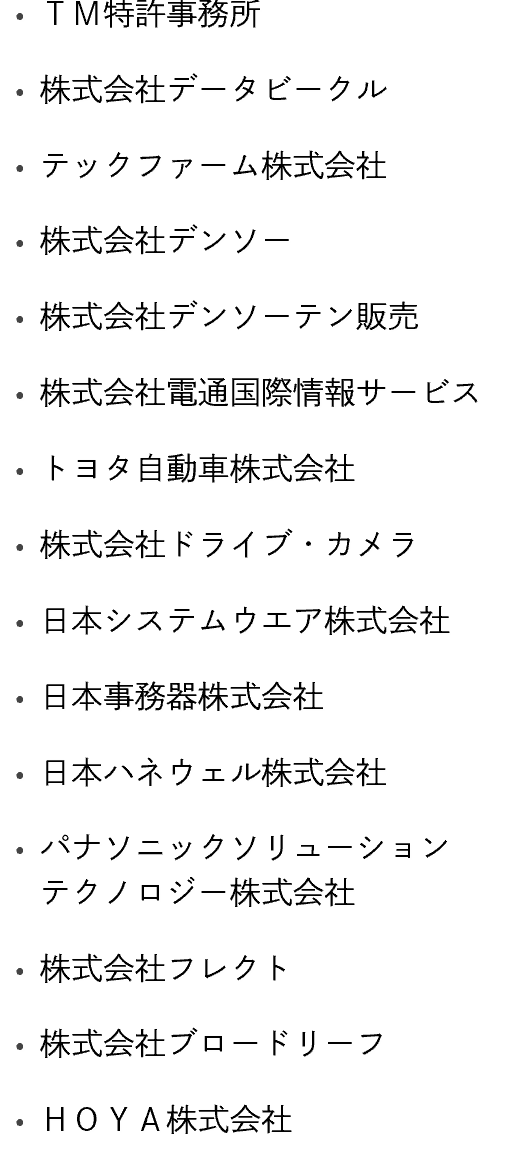 ・ＴＭ特許事務所
・株式会社データビークル
・テックファーム株式会社
・株式会社デンソー
・株式会社デンソーテン販売
・株式会社電通国際情報サービス
・トヨタ自動車株式会社
・株式会社ドライブ・カメラ
・日本システムウエア株式会社
・日本事務器株式会社
・日本ハネウェル株式会社
・パナソニックソリューション
テクノロジー株式会社
・株式会社フレクト
・株式会社ブロードリーフ
・ＨＯＹＡ株式会社